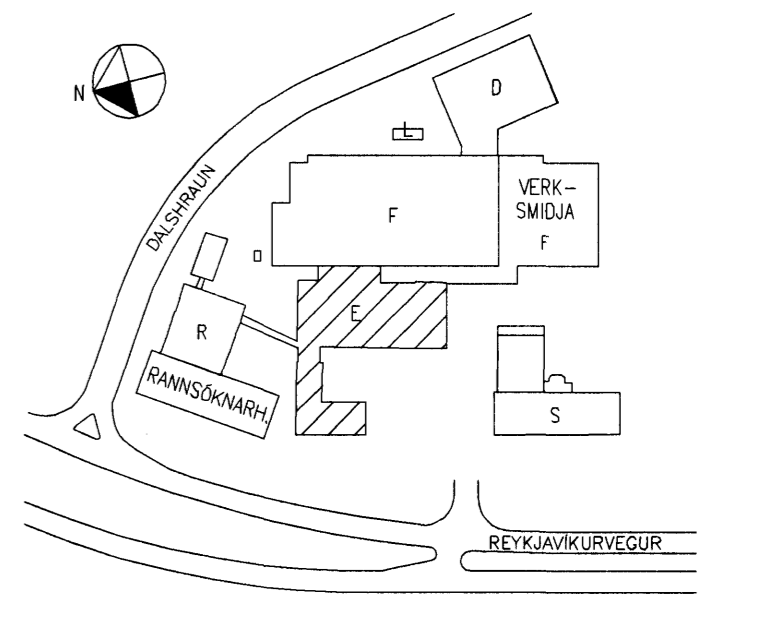 N
D
L
DALSHRAUN
VERK-
SMIDJA
F
F
E
R
RANNSÓKNARH.
S
REYKJAVÍKURVEGUR